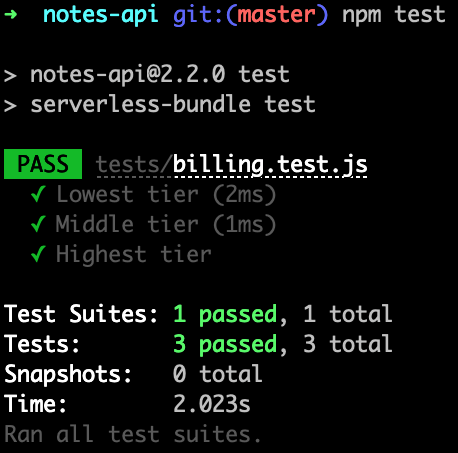 ➜ notes-api git:(master) npm test
> notes-api@2.2.0 test
> serverless-bundle test
PASS tests/billing.test.js
✓ Lowest tier (2ms)
✓ Middle tier (1ms)
✓ Highest tier
Test Suites: 1 passed, 1 total
Tests: 3 passed, 3 total
Snapshots: 0 total
Time: 2.023s
Ran all test suites.